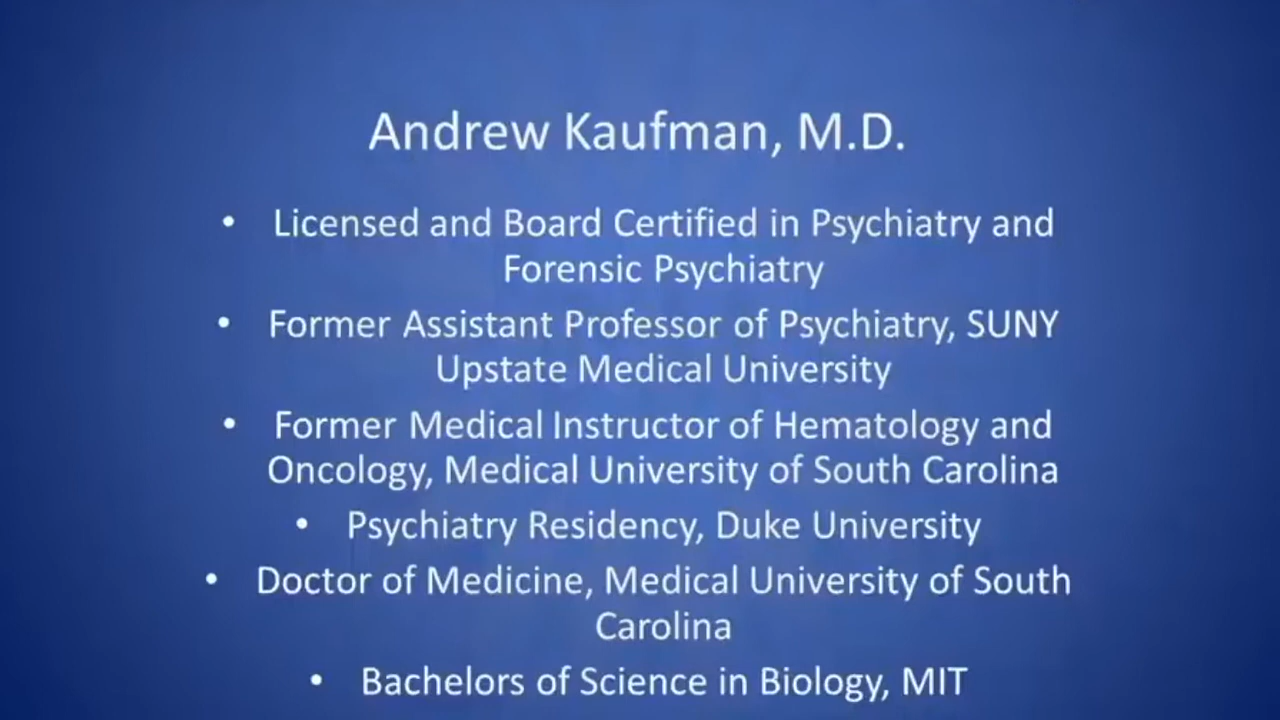 Andrew Kaufman, M.D.
• Licensed and Board Certified in Psychiatry and
Forensic Psychiatry
• Former Assistant Professor of Psychiatry, SUNY
Upstate Medical University
• Former Medical Instructor of Hematology and
Oncology, Medical University of South Carolina
• Psychiatry Residency, Duke University
• Doctor of Medicine, Medical University of South
Carolina
• Bachelors of Science in Biology, MIT